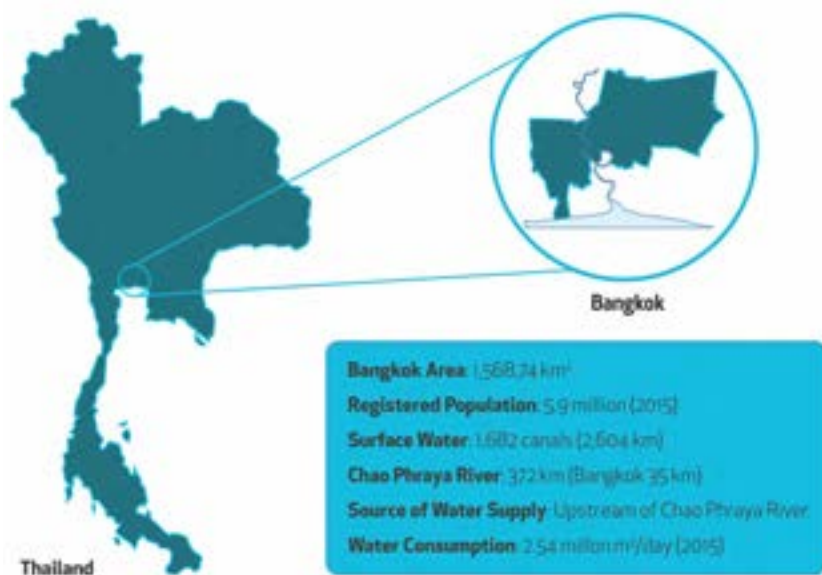 Bangkok
Bangkok Area: 1,568.74 km²
Registered Population: 5.9 million (2015)
Surface Water: 1,682 canals (2,604 km)
Chao Phraya River: 372 km (Bangkok 35 km)
Source of Water Supply: Upstream of Chao Phraya River
Water Consumption: 2.54 millon m³/day (2015)
Thailand